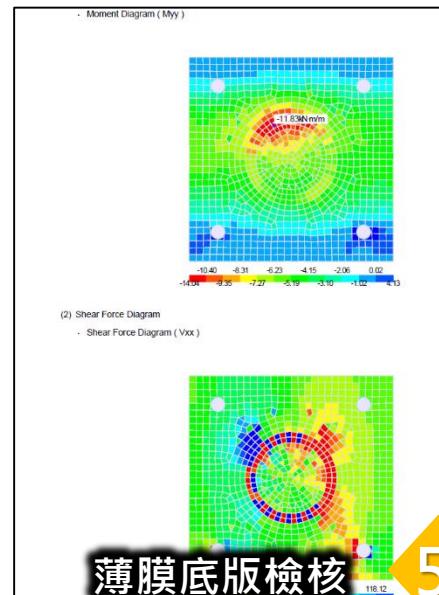 · Moment Diagram ( Myy )
-11.83kN m/m
-10.40 -8.31 -6.23 -4.15 -2.06 0.02
-14.04 -9.35 -7.27 -5.19 -3.10 -1.02 4.13
(2) Shear Force Diagram
· Shear Force Diagram ( Vxx )
118.12
薄膜底版檢核
5